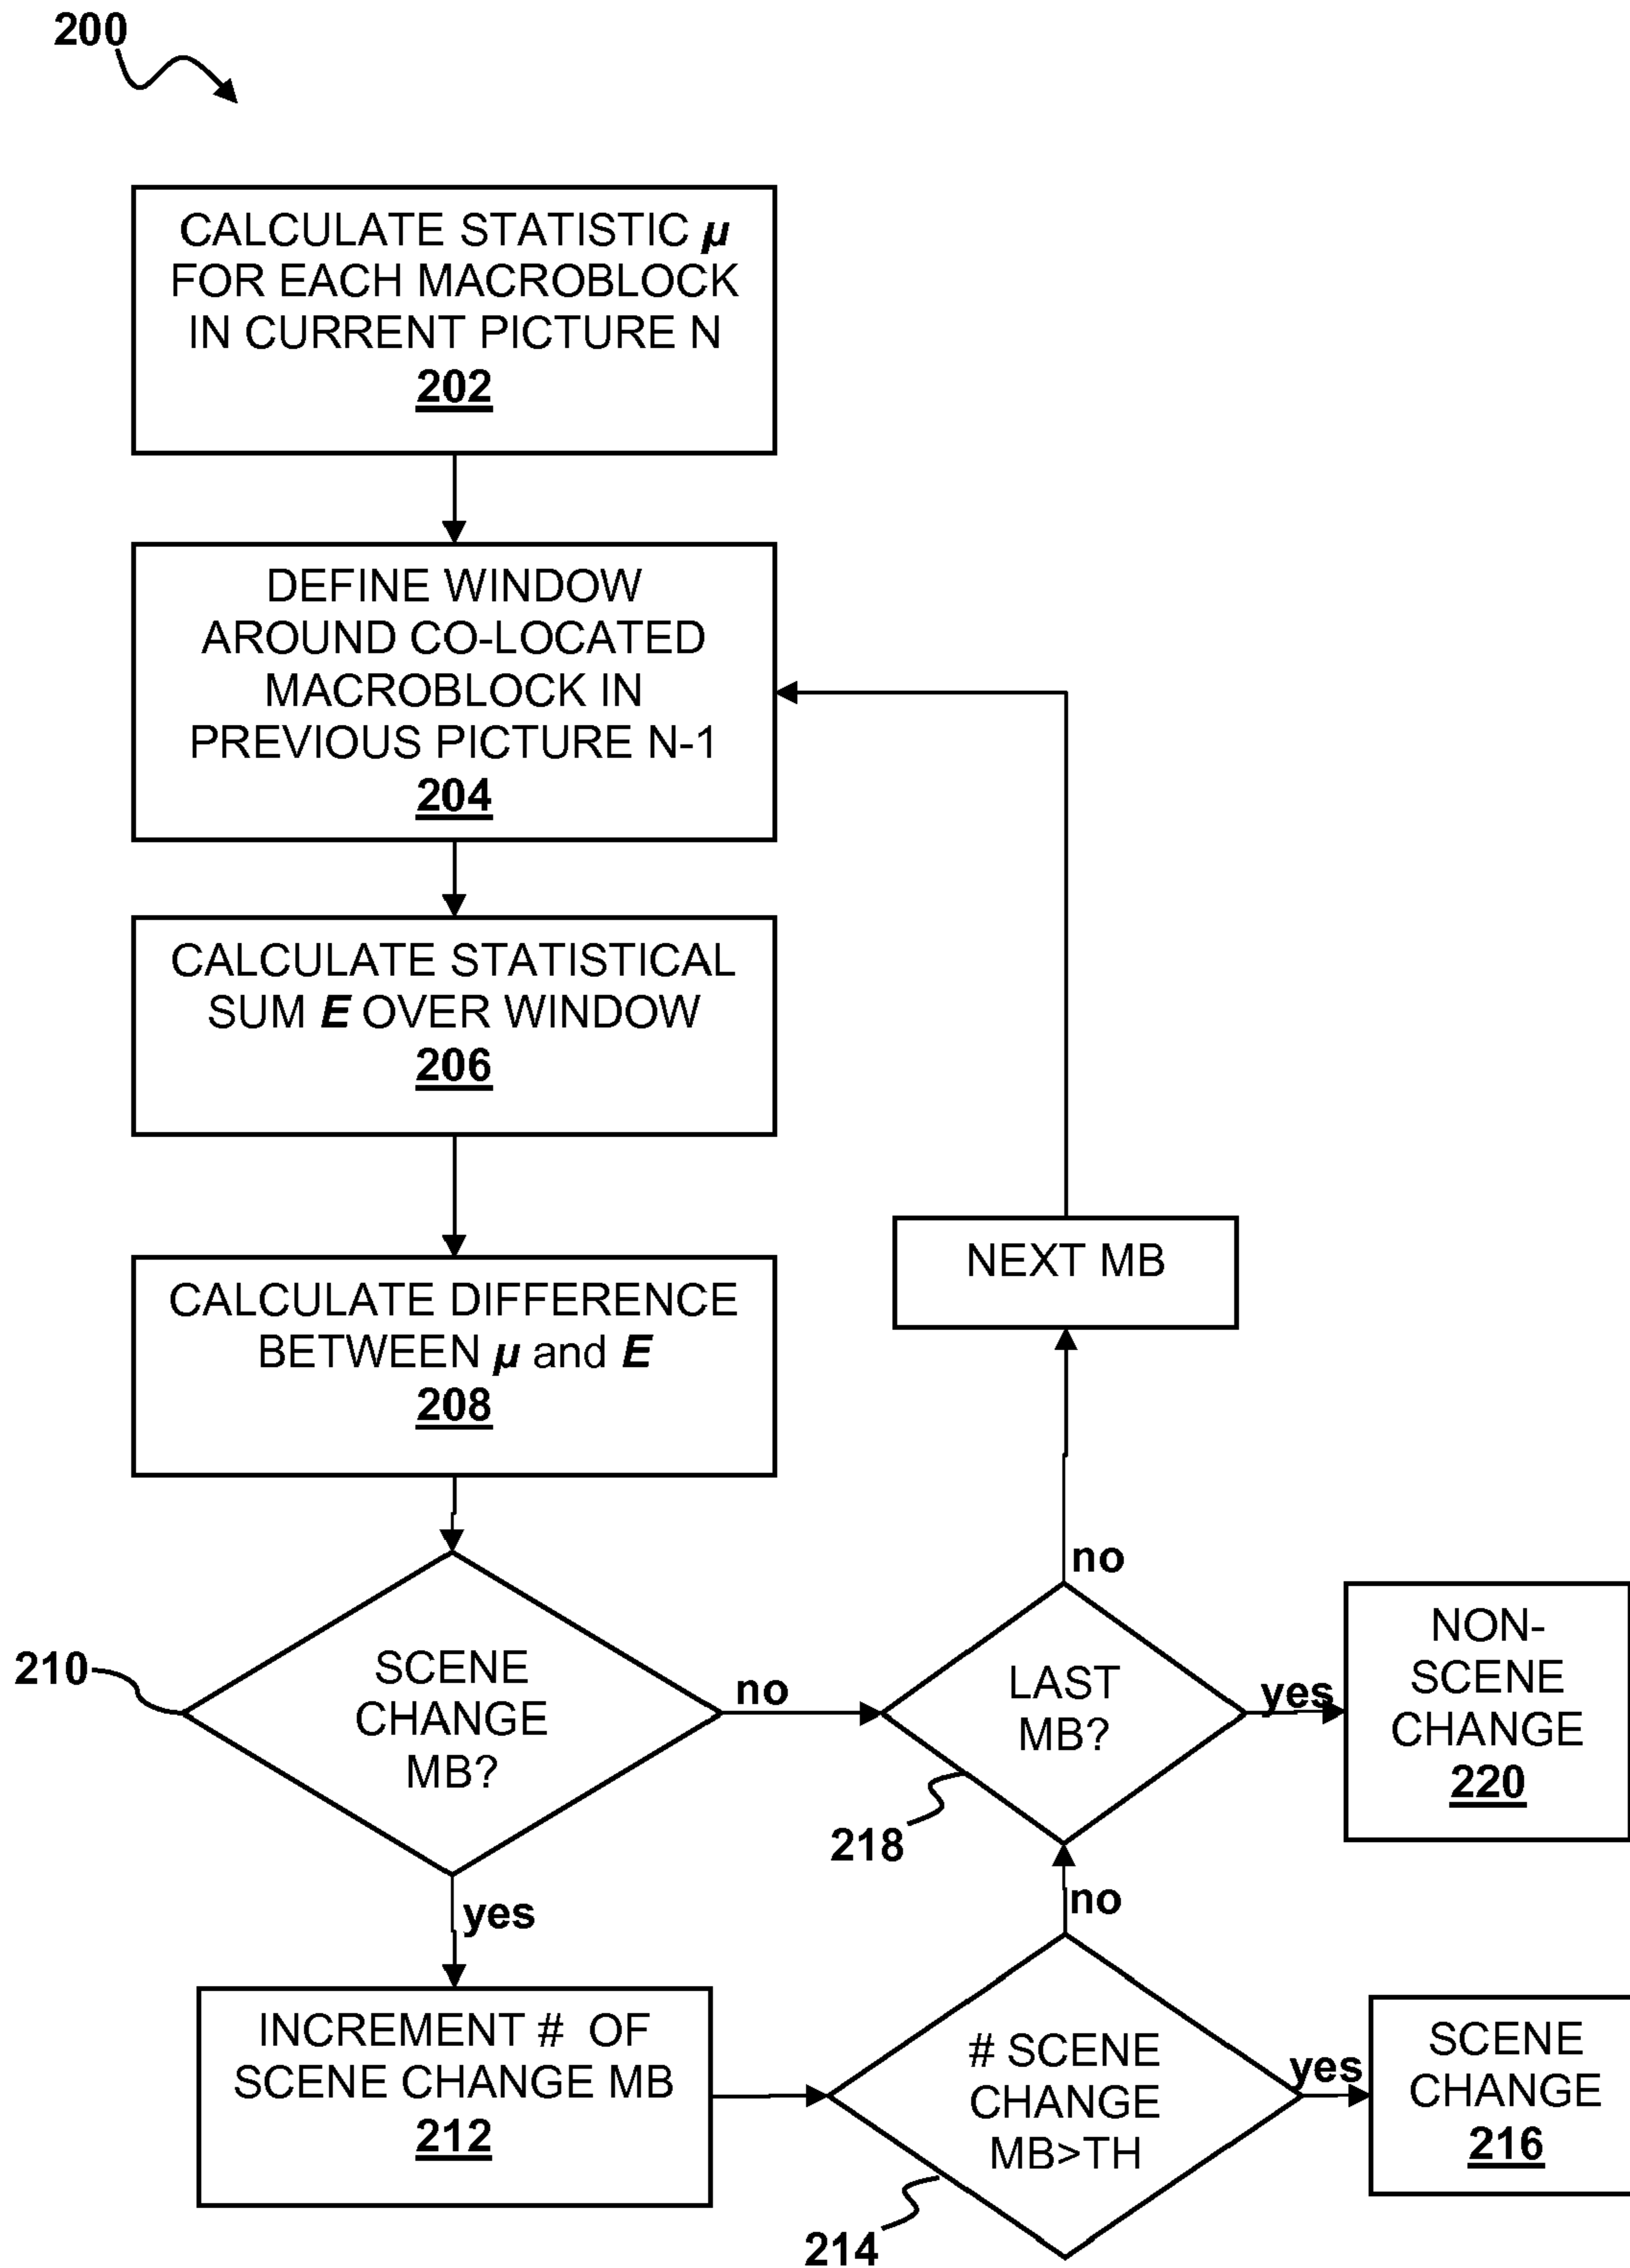 200
CALCULATE STATISTIC μ
FOR EACH MACROBLOCK
IN CURRENT PICTURE N
202
DEFINE WINDOW
AROUND CO-LOCATED
MACROBLOCK IN
PREVIOUS PICTURE N-1
204
CALCULATE STATISTICAL
SUM E OVER WINDOW
206
NEXT MB
CALCULATE DIFFERENCE
BETWEEN μ and E
208
210
SCENE
CHANGE
MB?
no
yes
LAST
MB?
218
no
yes
NON-
SCENE
CHANGE
220
INCREMENT # OF
SCENE CHANGE MB
212
# SCENE
CHANGE
MB>TH
214
no
yes
SCENE
CHANGE
216